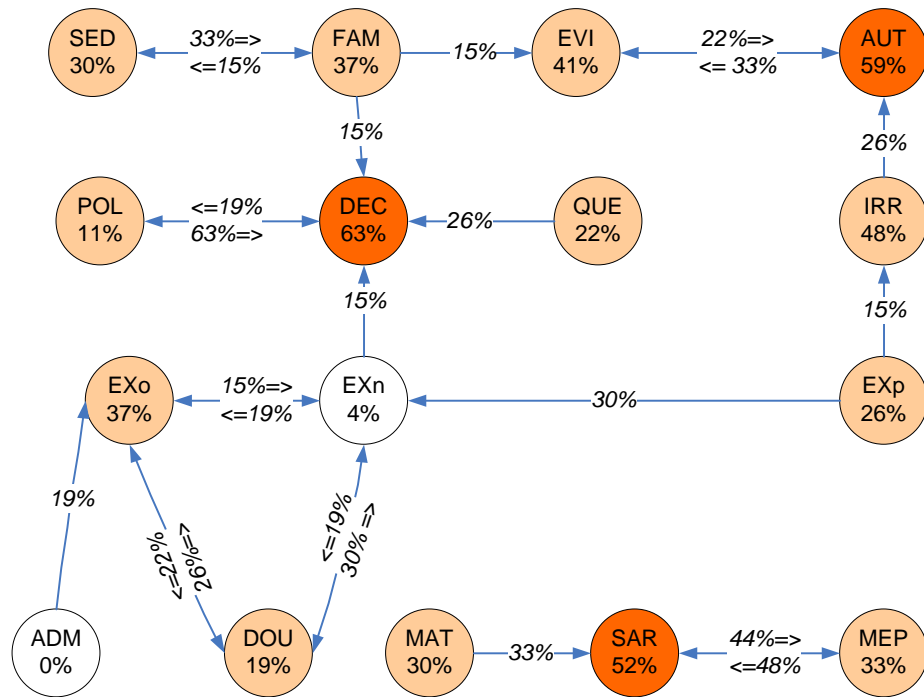 SED
30%
33%=>
<=15%
FAM
37%
15%
EVI
41%
22%=>
<= 33%
AUT
59%
15%
26%
POL
11%
<=19%
63%=>
DEC
63%
26%
QUE
22%
IRR
48%
15%
15%
EXo
37%
15%=>
<=19%
EXn
4%
30%
EXp
26%
19%
<=22%
26%=>
<=19%
30% =>
ADM
0%
DOU
19%
MAT
30%
33%
SAR
52%
44%=>
<=48%
MEP
33%